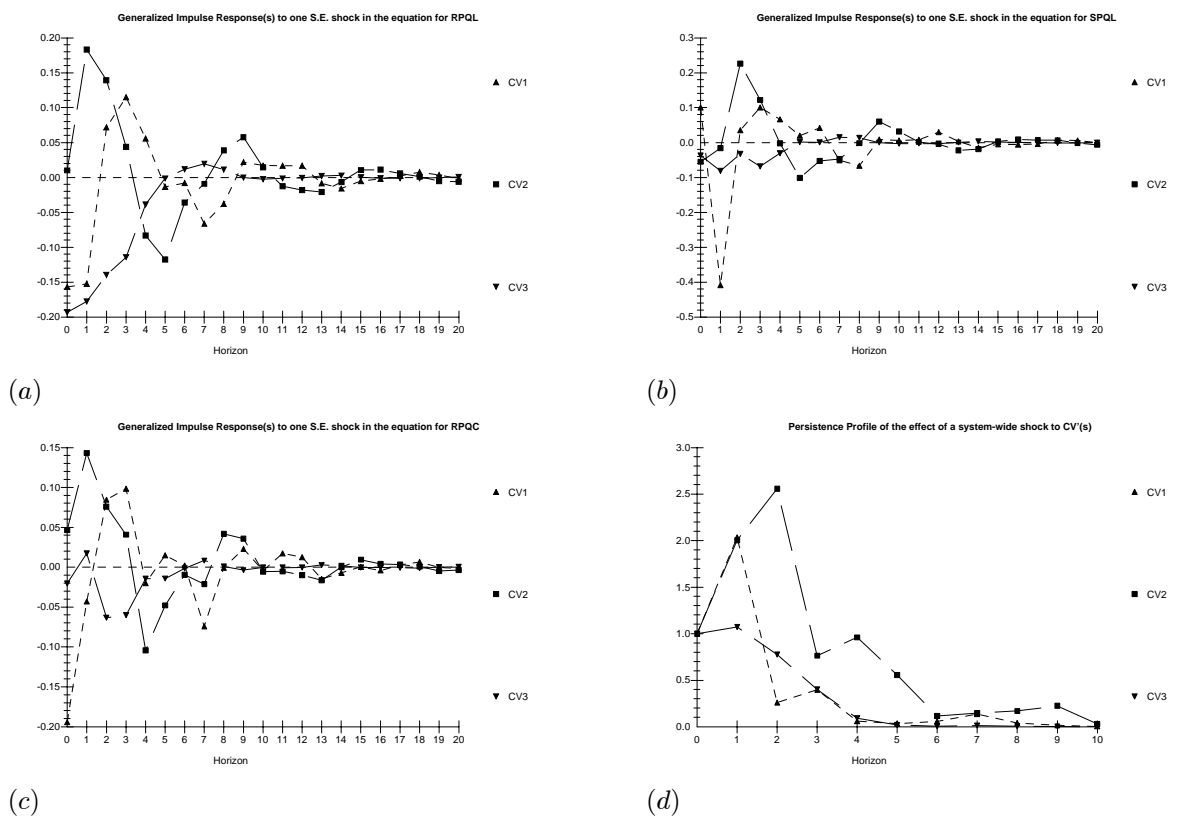 Generalized Impulse Response(s) to one S.E. shock in the equation for RPQL
0.20
0.15
0.10
0.05
0.00
-0.05
-0.10
-0.15
-0.20
CV1
CV2
CV3
0 1 2 3 4 5 6 7 8 9 10 11 12 13 14 15 16 17 18 19 20
Horizon
(a)
Generalized Impulse Response(s) to one S.E. shock in the equation for SPQL
0.3
0.3
0.2
0.1
0.0
-0.1
-0.2
-0.3
-0.4
-0.5
CV1
CV2
CV3
0 1 2 3 4 5 6 7 8 9 10 11 12 13 14 15 16 17 18 19 20
Horizon
(b)
Generalized Impulse Response(s) to one S.E. shock in the equation for RPQC
0.15
0.10
0.05
0.00
-0.05
-0.10
-0.15
-0.20
CV1
CV2
CV3
0 1 2 3 4 5 6 7 8 9 10 11 12 13 14 15 16 17 18 19 20
Horizon
(c)
Persistence Profile of the effect of a system-wide shock to CV'(s)
3.0
2.5
2.0
1.5
1.0
0.5
0.0
CV1
CV2
CV3
0 1 2 3 4 5 6 7 8 9 10
Horizon
(d)